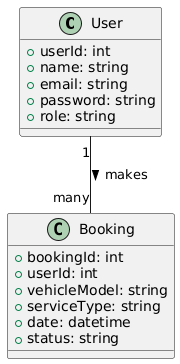 C User
userId: int
name: string
email: string
password: string
role: string
1
makes
many
C Booking
bookingId: int
userId: int
vehicleModel: string
serviceType: string
date: datetime
status: string